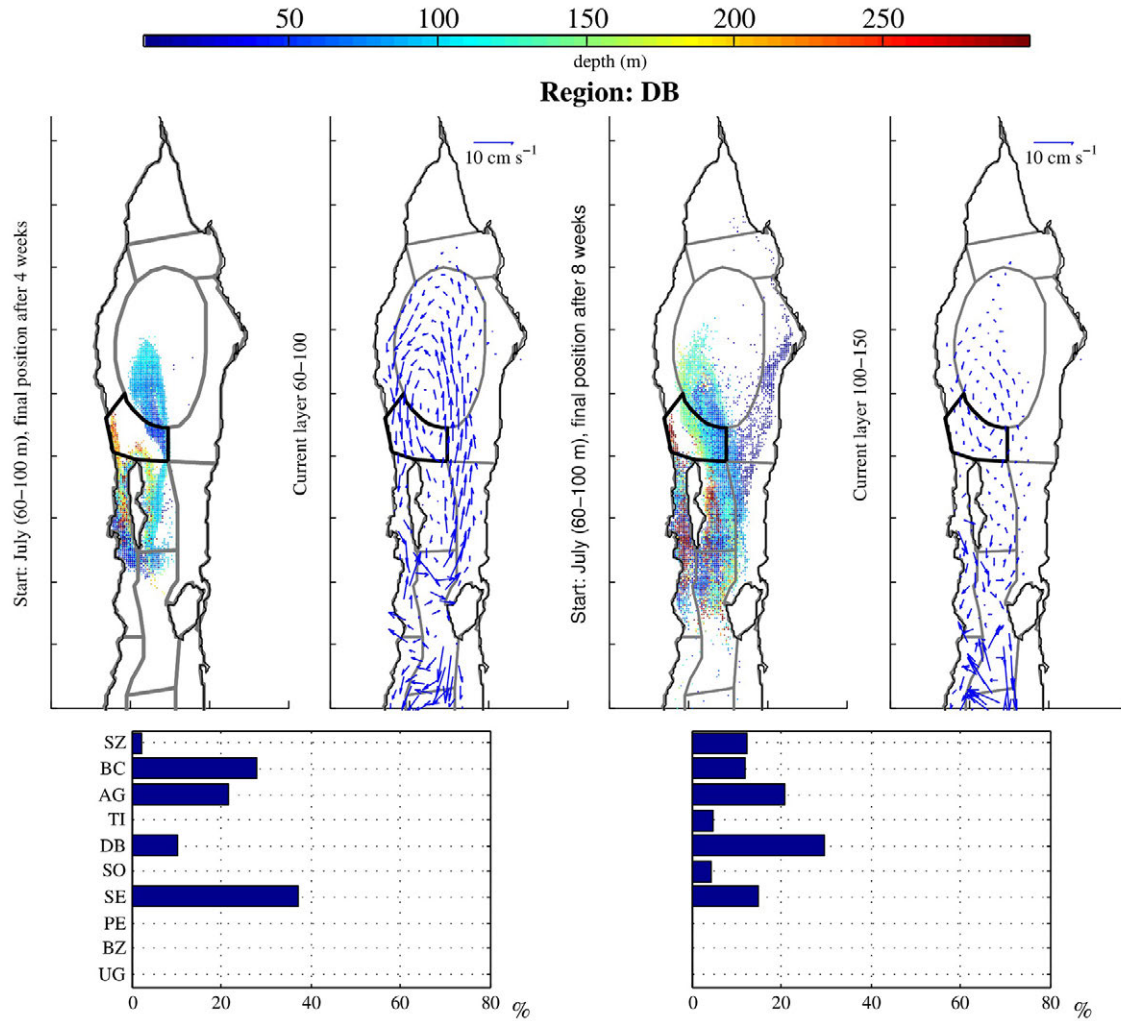 50 100 150 200 250
depth (m)
Region: DB
10 cm s⁻¹ 10 cm s⁻¹
Start: July (60−100 m), final position after 4 weeks
Current layer 60−100
Start: July (60−100 m), final position after 8 weeks
Current layer 100−150
SZ
BC
AG
TI
DB
SO
SE
PE
BZ
UG
0 20 40 60 80 %
0 20 40 60 80 %